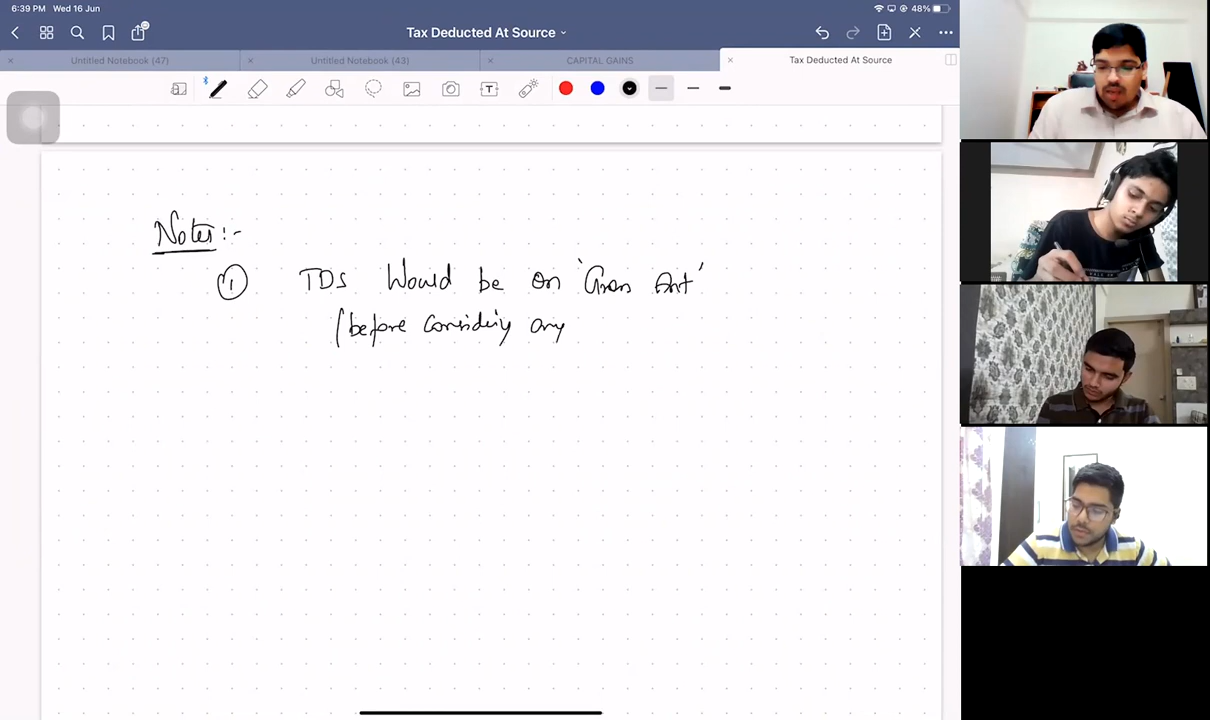 6:39 PM Wed 16 Jun
48%
Tax Deducted At Source
Untitled Notebook (47)
Untitled Notebook (43)
CAPITAL GAINS
Tax Deducted At Source
T
Notes :-
① TDS Would be on 'Gross Amt'
(before Considering any